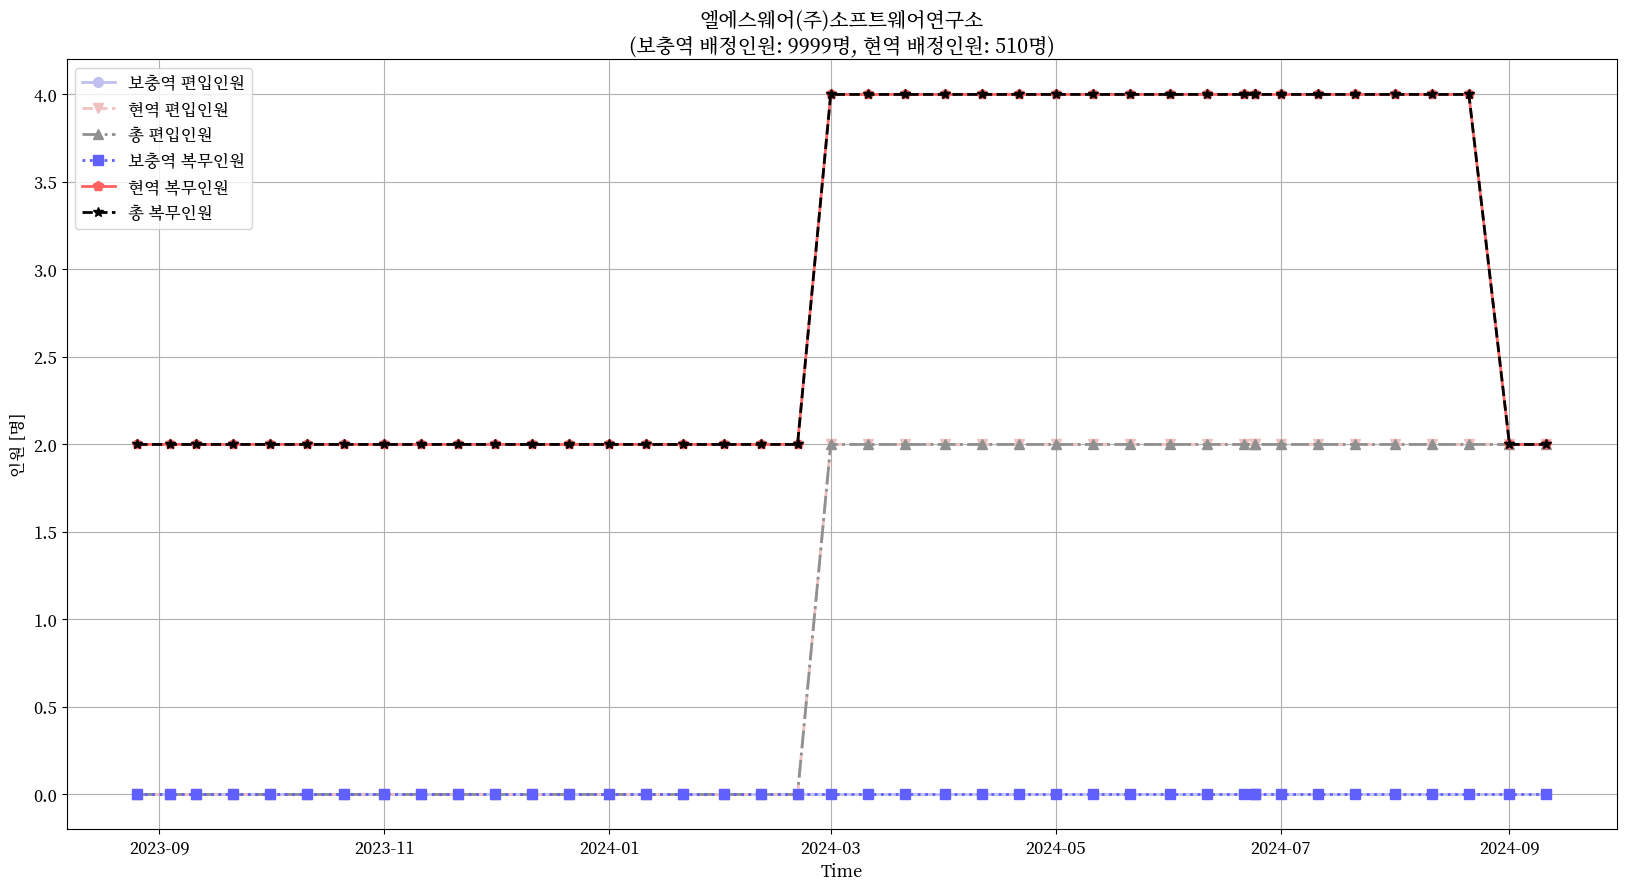 엘에스웨어(주)소프트웨어연구소
(보충역 배정인원: 9999명, 현역 배정인원: 510명)
보충역 편입인원
현역 편입인원
총 편입인원
보충역 복무인원
현역 복무인원
총 복무인원
4.0
3.5
3.0
2.5
2.0
1.5
1.0
0.5
0.0
인원 [명]
2023-09
2023-11
2024-01
2024-03
2024-05
2024-07
2024-09
Time